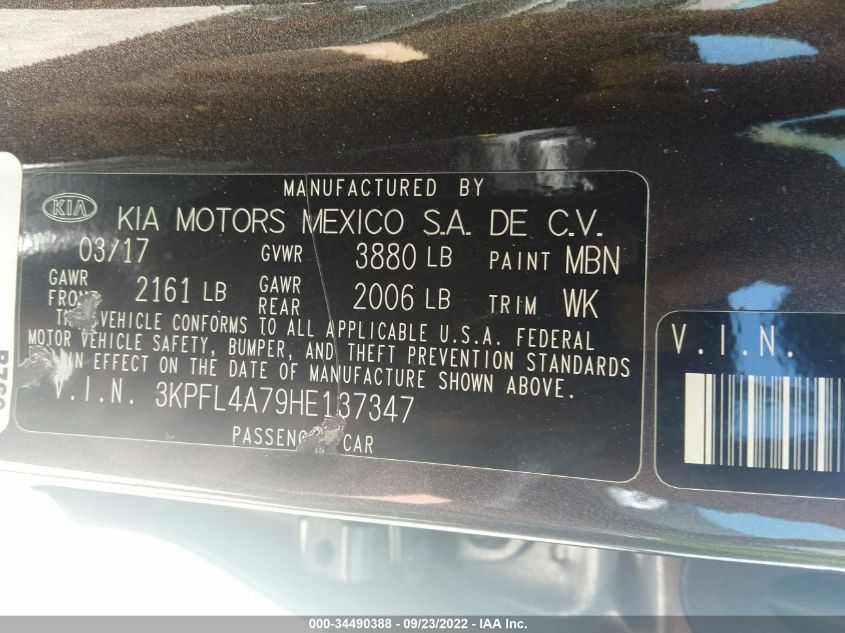 MANUFACTURED BY
KIA KIA MOTORS MEXICO S.A. DE C.V.
03/17 GVWR 3880 LB PAINT MBN
GAWR FRONT 2161 LB GAWR REAR 2006 LB TRIM WK
VEHICLE CONFORMS TO ALL APPLICABLE U.S.A. FEDERAL
MOTOR VEHICLE SAFETY, BUMPER, AND THEFT PREVENTION STANDARDS
IN EFFECT ON THE DATE OF MANUFACTURE SHOWN ABOVE.
V.I.N. 3KPFL4A79HE137347
PASSENGER CAR
V.I.N.
000-34490388 - 09/23/2022 - IAA Inc.